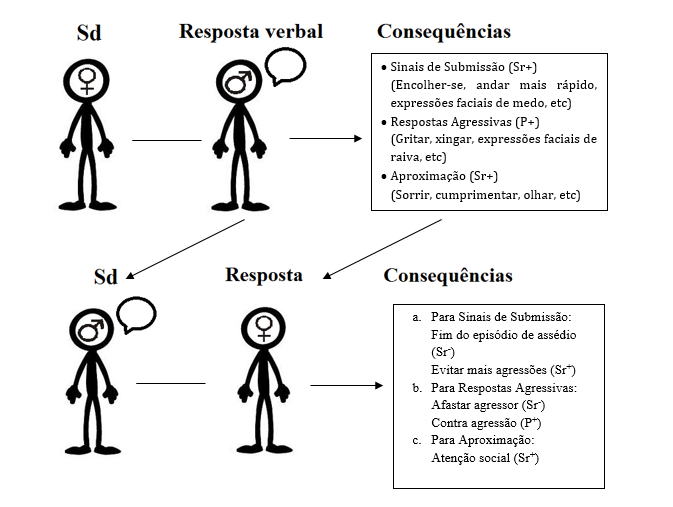 Sd Resposta verbal Consequências
♀ ♂
• Sinais de Submissão (Sr+)
(Encolher-se, andar mais rápido,
expressões faciais de medo, etc)
• Respostas Agressivas (P+)
(Gritar, xingar, expressões faciais de
raiva, etc)
• Aproximação (Sr+)
(Sorrir, cumprimentar, olhar, etc)
Sd Resposta Consequências
♂ ♀
a. Para Sinais de Submissão:
Fim do episódio de assédio
(Sr⁻)
Evitar mais agressões (Sr⁺)
b. Para Respostas Agressivas:
Afastar agressor (Sr⁻)
Contra agressão (P⁺)
c. Para Aproximação:
Atenção social (Sr⁺)